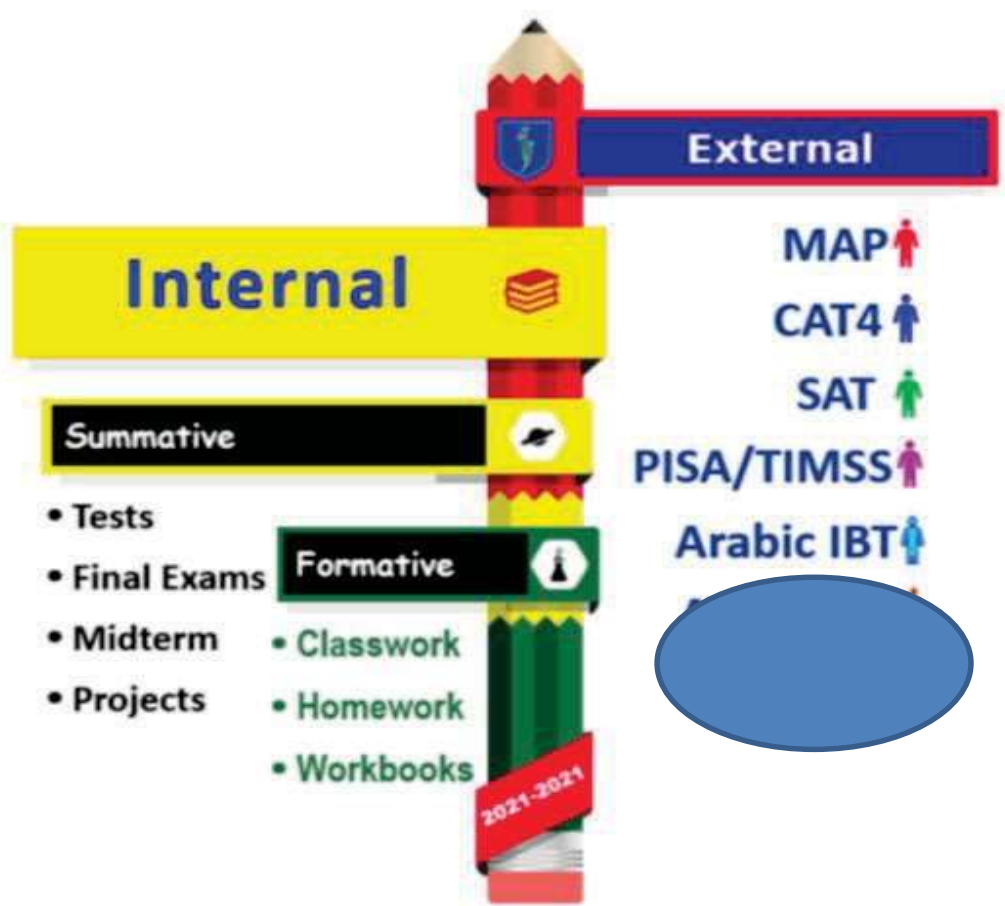 External
MAP
CAT4
SAT
PISA/TIMSS
Arabic IBT
Internal
Summative
• Tests
• Final Exams
• Midterm
• Projects
Formative
• Classwork
• Homework
• Workbooks
2021-2021